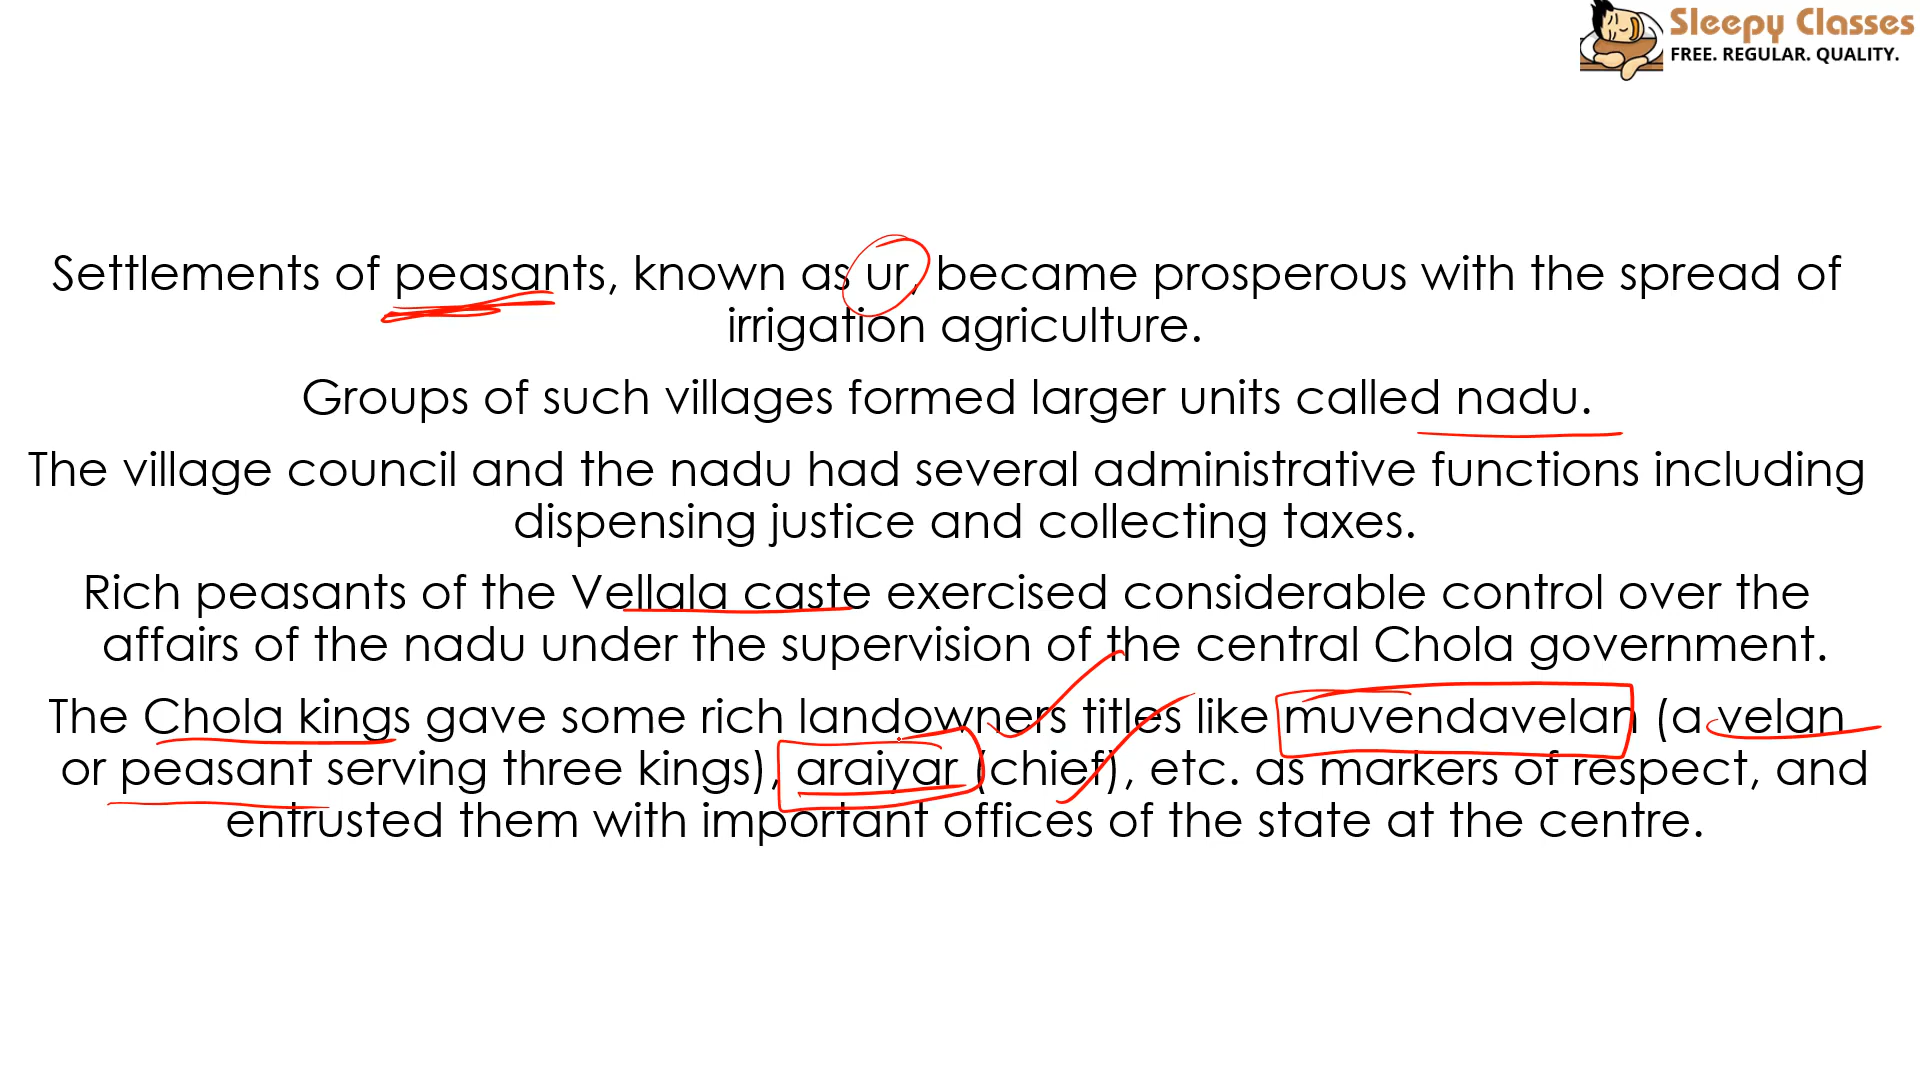 Sleepy Classes
FREE. REGULAR. QUALITY.
Settlements of peasants, known as ur, became prosperous with the spread of
irrigation agriculture.
Groups of such villages formed larger units called nadu.
The village council and the nadu had several administrative functions including
dispensing justice and collecting taxes.
Rich peasants of the Vellala caste exercised considerable control over the
affairs of the nadu under the supervision of the central Chola government.
The Chola kings gave some rich landowners titles like muvendavelan (a velan
or peasant serving three kings), araiyar (chief), etc. as markers of respect, and
entrusted them with important offices of the state at the centre.